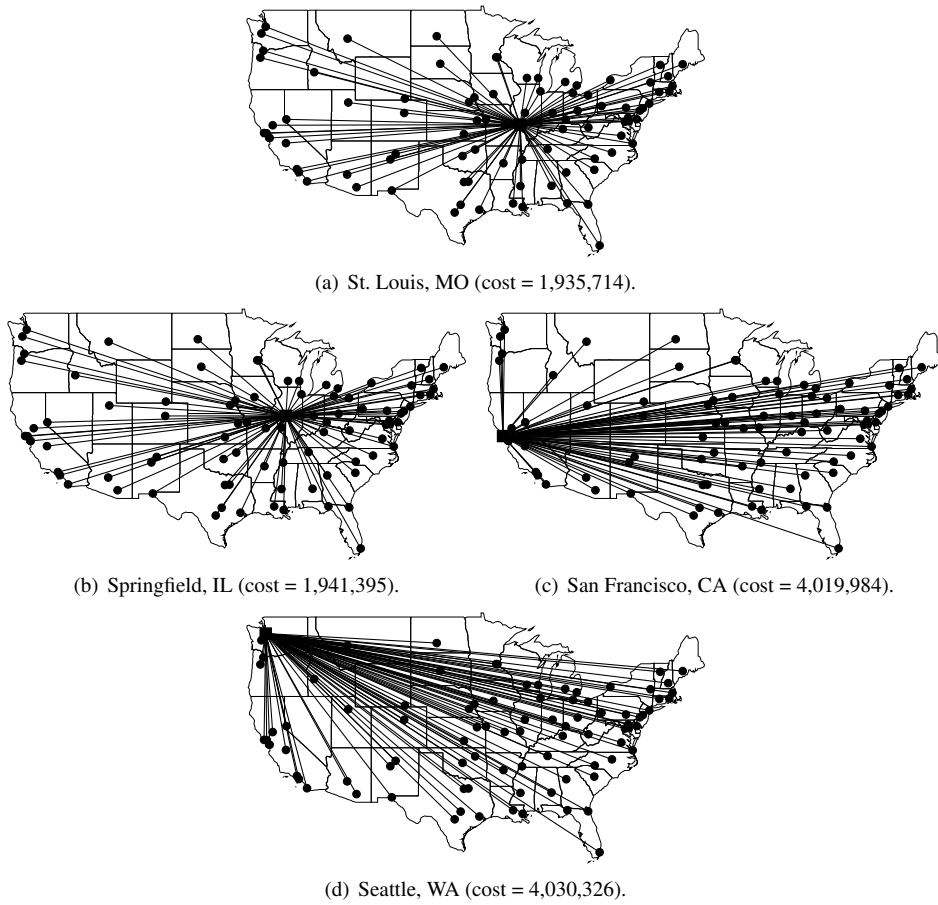 (a) St. Louis, MO (cost = 1,935,714).
(b) Springfield, IL (cost = 1,941,395).
(c) San Francisco, CA (cost = 4,019,984).
(d) Seattle, WA (cost = 4,030,326).